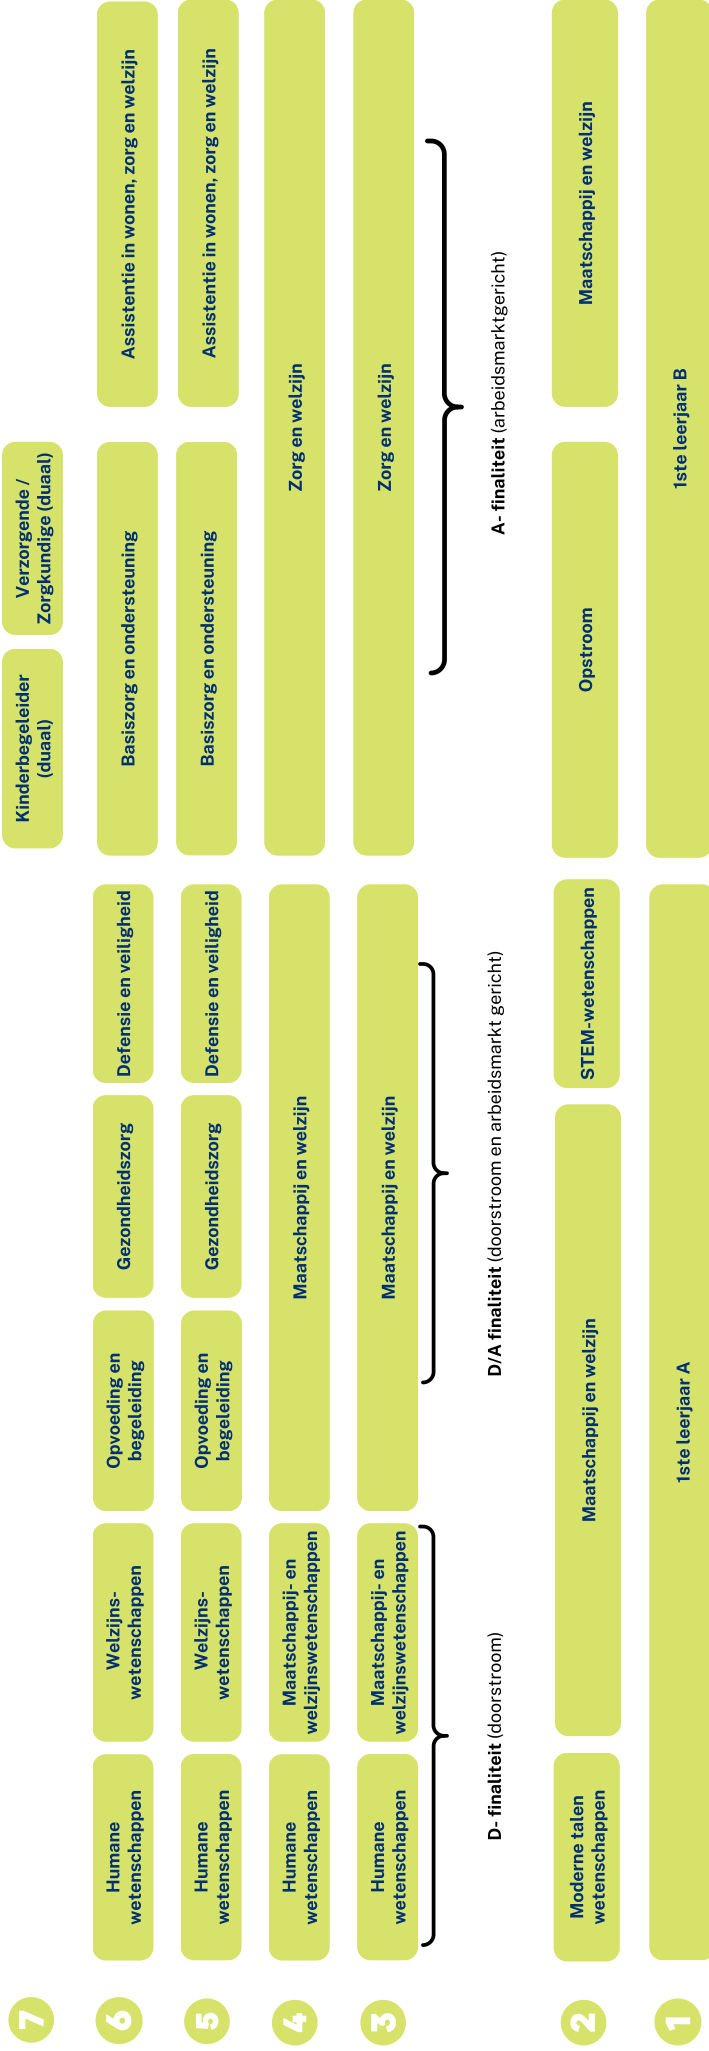 7
Kinderbegeleider
(duaal)
Verzorgende /
Zorgkundige (duaal)
6
Humane
wetenschappen
Welzijns-
wetenschappen
Opvoeding en
begeleiding
Gezondheidszorg
Defensie en veiligheid
Basiszorg en ondersteuning
Assistentie in wonen, zorg en welzijn
5
Humane
wetenschappen
Welzijns-
wetenschappen
Opvoeding en
begeleiding
Gezondheidszorg
Defensie en veiligheid
Basiszorg en ondersteuning
Assistentie in wonen, zorg en welzijn
4
Humane
wetenschappen
Maatschappij- en
welzijnswetenschappen
Maatschappij en welzijn
Zorg en welzijn
3
Humane
wetenschappen
Maatschappij- en
welzijnswetenschappen
Maatschappij en welzijn
Zorg en welzijn
D- finaliteit (doorstroom)
D/A finaliteit (doorstroom en arbeidsmarkt gericht)
A- finaliteit (arbeidsmarktgericht)
2
Moderne talen
wetenschappen
Maatschappij en welzijn
STEM-wetenschappen
Opstroom
Maatschappij en welzijn
1
1ste leerjaar A
1ste leerjaar B